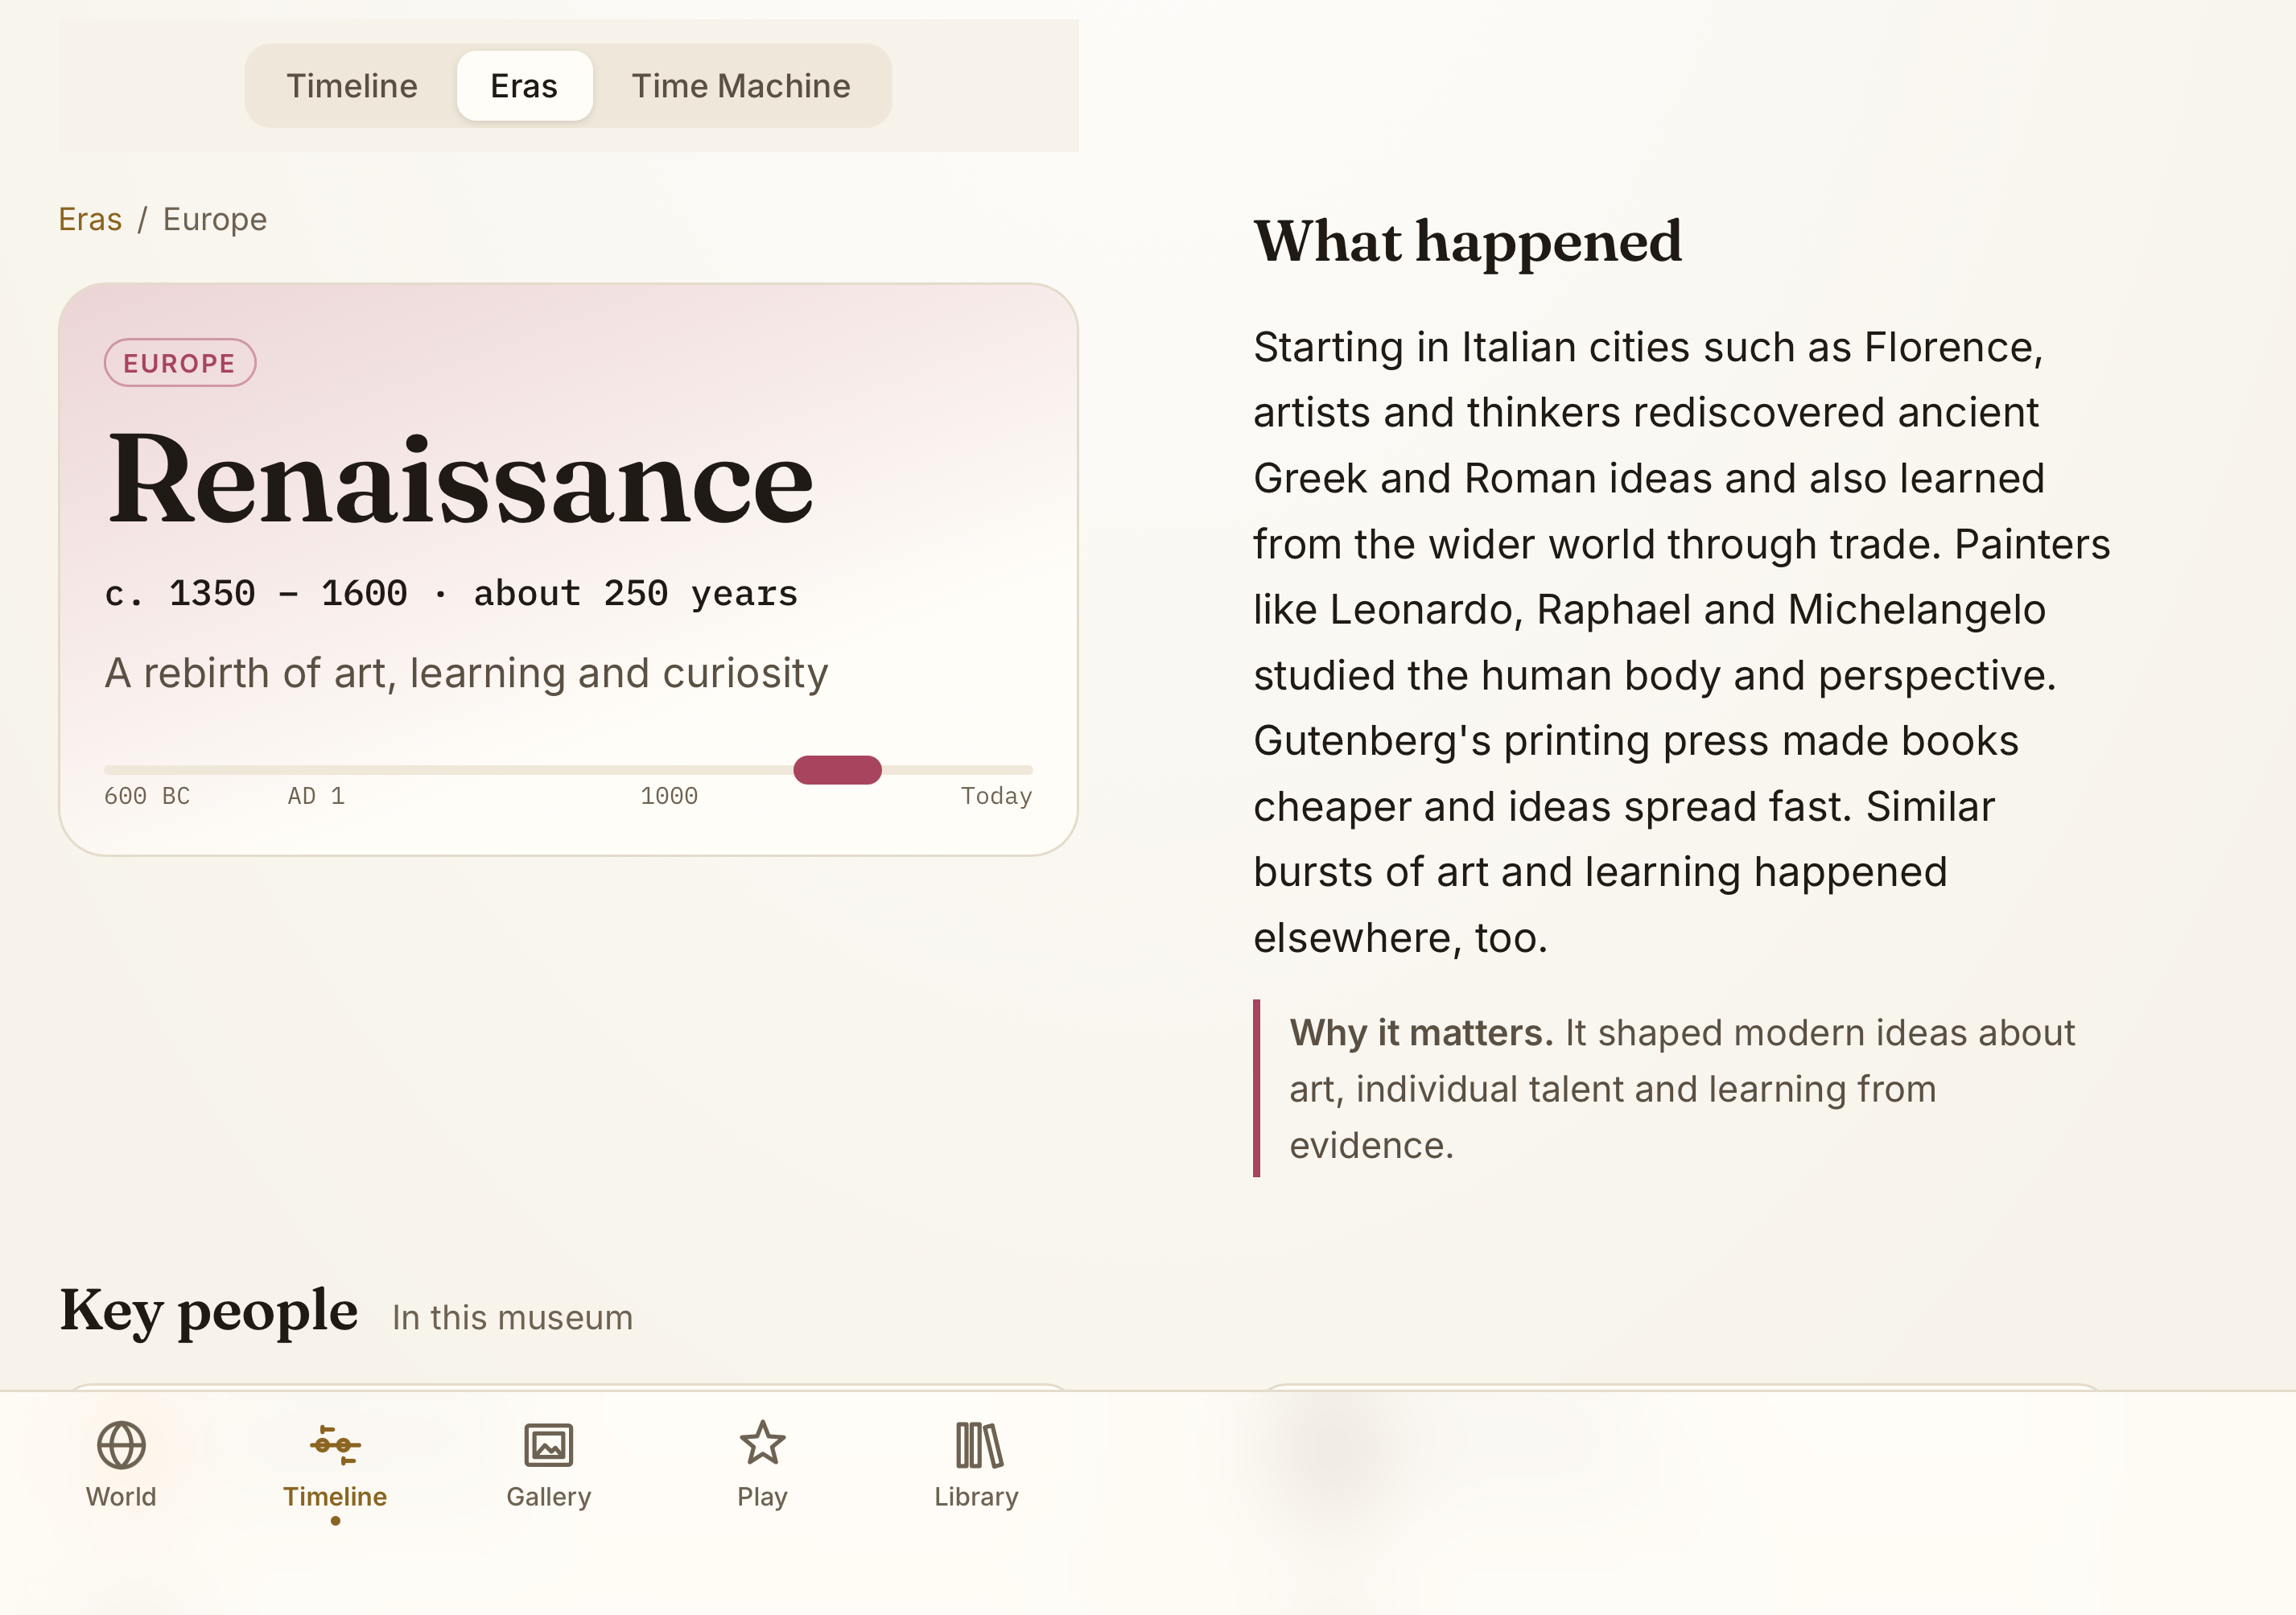 Timeline Eras Time Machine
Eras / Europe
EUROPE
Renaissance
c. 1350 – 1600 · about 250 years
A rebirth of art, learning and curiosity
600 BC AD 1 1000 Today
What happened
Starting in Italian cities such as Florence,
artists and thinkers rediscovered ancient
Greek and Roman ideas and also learned
from the wider world through trade. Painters
like Leonardo, Raphael and Michelangelo
studied the human body and perspective.
Gutenberg's printing press made books
cheaper and ideas spread fast. Similar
bursts of art and learning happened
elsewhere, too.
Why it matters. It shaped modern ideas about
art, individual talent and learning from
evidence.
Key people In this museum
World Timeline Gallery Play Library